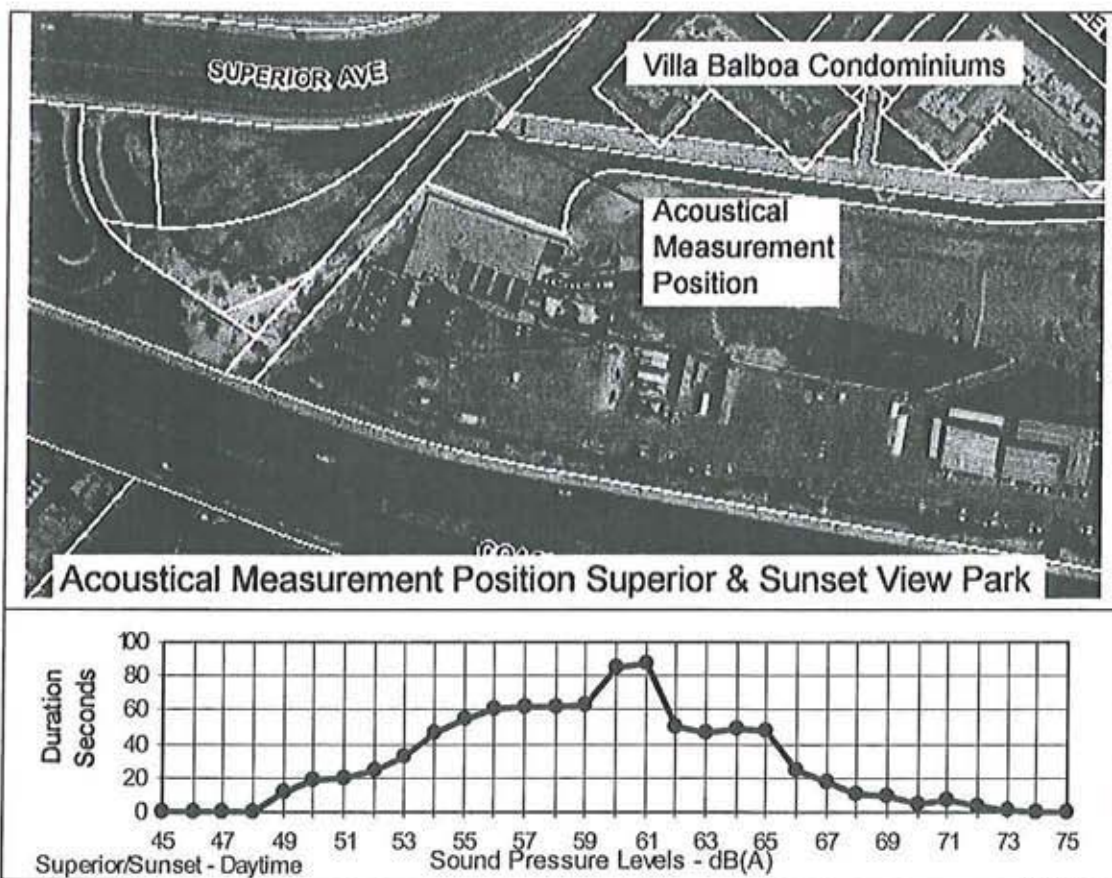 SUPERIOR AVE
Villa Balboa Condominiums
Acoustical
Measurement
Position
Acoustical Measurement Position Superior & Sunset View Park
Duration
Seconds
100
80
60
40
20
0
45 47 49 51 53 55 57 59 61 63 65 67 69 71 73 75
Superior/Sunset - Daytime
Sound Pressure Levels - dB(A)